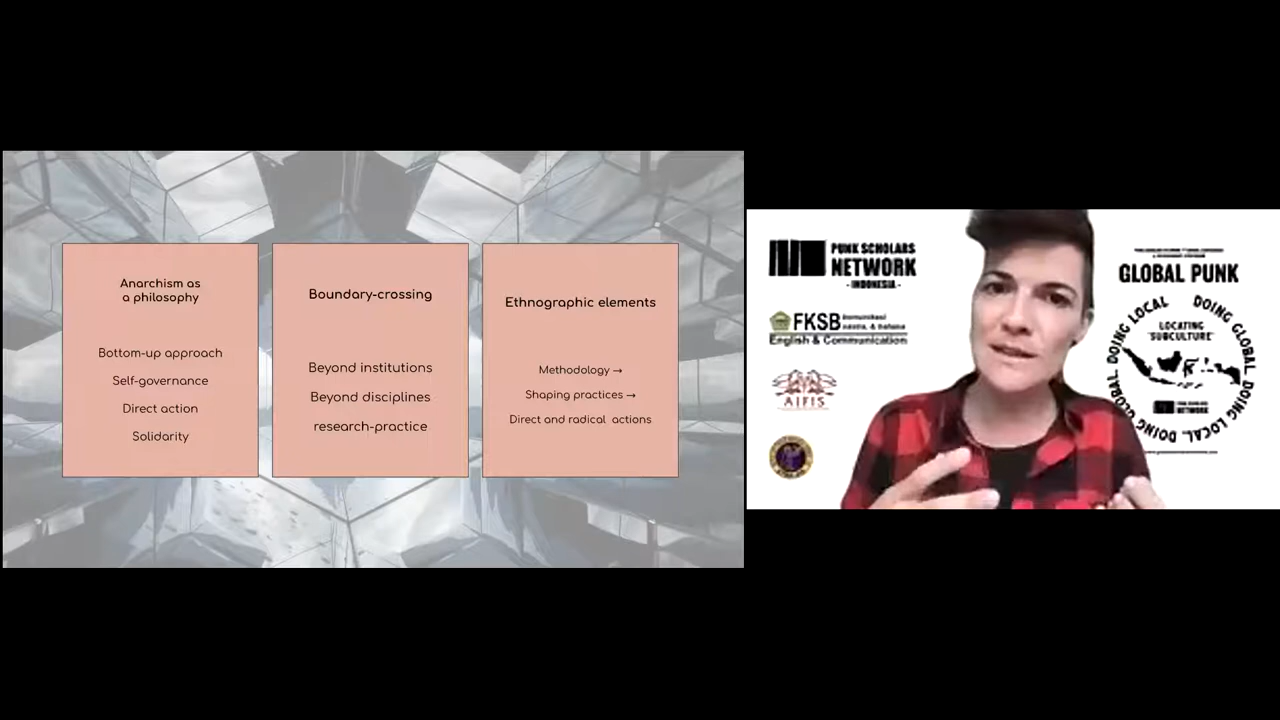 Anarchism as
a philosophy
Bottom-up approach
Self-governance
Direct action
Solidarity
Boundary-crossing
Beyond institutions
Beyond disciplines
research-practice
Ethnographic elements
Methodology →
Shaping practices →
Direct and radical actions
PUNK SCHOLARS
NETWORK
- INDONESIA -
FKSB
English & Communication
AIFIS
GLOBAL PUNK
DOING LOCAL DOING GLOBAL DOING LOCAL, DOING GLOBAL
LOCATING
'SUBCULTURE'
PUNK SCHOLARS
NETWORK